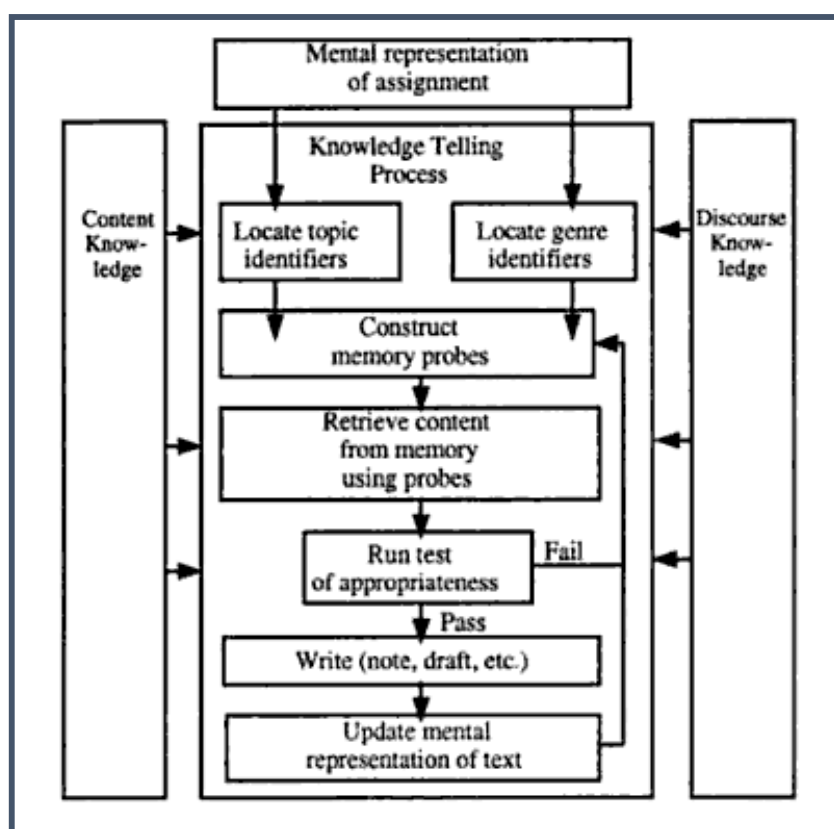 Mental representation
of assignment
Knowledge Telling
Process
Content
Know-
ledge
Discourse
Know-
ledge
Locate topic
identifiers
Locate genre
identifiers
Construct
memory probes
Retrieve content
from memory
using probes
Run test
of appropriateness
Fail
Pass
Write (note, draft, etc.)
Update mental
representation of text